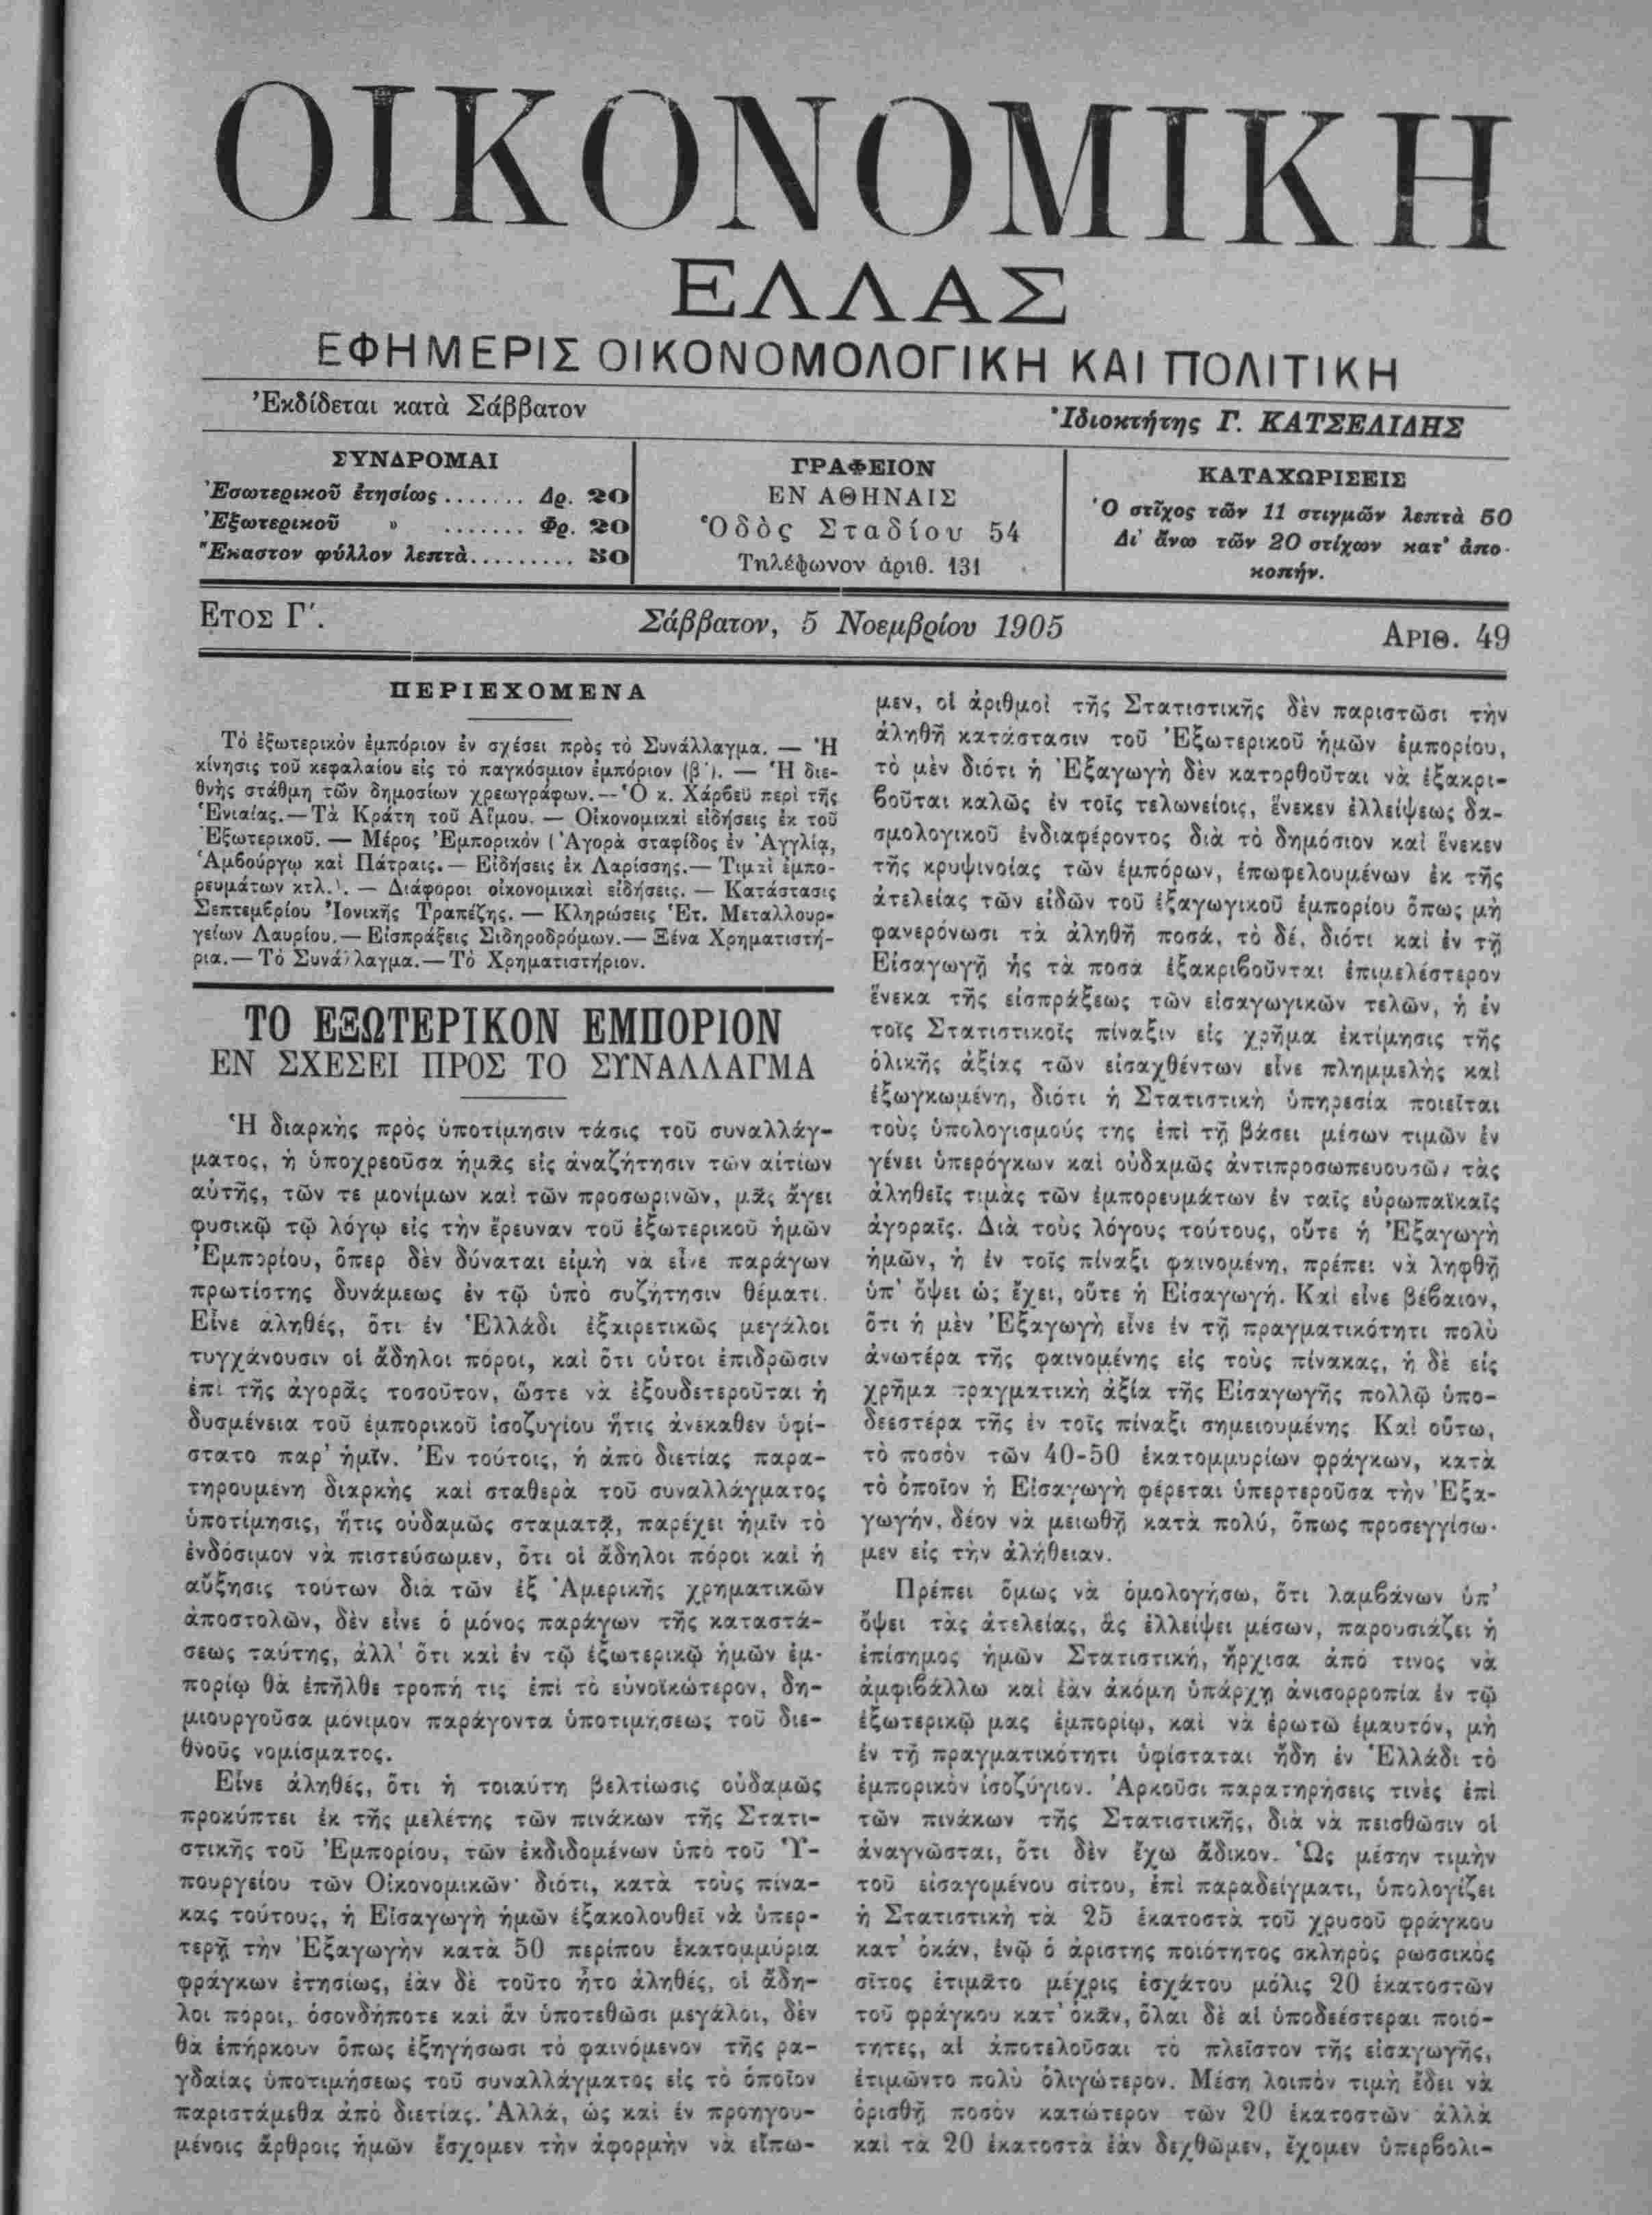 ΟΙΚΟΝΟΜΙΚΗ
ΕΛΛΑΣ
ΕΦΗΜΕΡΙΣ ΟΙΚΟΝΟΜΟΛΟΓΙΚΗ ΚΑΙ ΠΟΛΙΤΙΚΗ
Ἐκδίδεται κατὰ Σάββατον
Ἰδιοκτήτης Γ. ΚΑΤΣΕΛΙΔΗΣ
ΣΥΝΔΡΟΜΑΙ
Ἐσωτερικοῦ ἐτησίως ....... Δρ. 20
Ἐξωτερικοῦ » ....... Φρ. 20
Ἕκαστον φύλλον λεπτὰ......... 50
ΓΡΑΦΕΙΟΝ
ΕΝ ΑΘΗΝΑΙΣ
Ὁδὸς Σταδίου 54
Τηλέφωνον ἀριθ. 131
ΚΑΤΑΧΩΡΙΣΕΙΣ
Ὁ στῖχος τῶν 11 στιγμῶν λεπτὰ 50
Δι' ἄνω τῶν 20 στίχων κατ' ἀπο-
κοπήν.
ΕΤΟΣ Γ'.
Σάββατον, 5 Νοεμβρίου 1905
ΑΡΙΘ. 49
ΠΕΡΙΕΧΟΜΕΝΑ
Τὸ ἐξωτερικὸν ἐμπόριον ἐν σχέσει πρὸς τὸ Συνάλλαγμα. — Ἡ
κίνησις τοῦ κεφαλαίου εἰς τὸ παγκόσμιον ἐμπόριον (β΄). — Ἡ διε-
θνὴς στάθμη τῶν δημοσίων χρεωγράφων.—Ὁ κ. Χάρβεϋ περὶ τῆς
Ἑνιαίας.—Τὰ Κράτη τοῦ Αἵμου. — Οἰκονομικαὶ εἰδήσεις ἐκ τοῦ
Ἐξωτερικοῦ. — Μέρος Ἐμπορικόν (Ἀγορὰ σταφίδος ἐν Ἀγγλίᾳ,
Ἁμβούργῳ καὶ Πάτραις.— Εἰδήσεις ἐκ Λαρίσσης.— Τιμαὶ ἐμπο-
ρευμάτων κτλ.). — Διάφοροι οἰκονομικαὶ εἰδήσεις. — Κατάστασις
Σεπτεμβρίου Ἰονικῆς Τραπέζης. — Κληρώσεις Ἑτ. Μεταλλουρ-
γείων Λαυρίου.— Εἰσπράξεις Σιδηροδρόμων.— Ξένα Χρηματιστή-
ρια.—Τὸ Συνάλλαγμα.—Τὸ Χρηματιστήριον.
ΤΟ ΕΞΩΤΕΡΙΚΟΝ ΕΜΠΟΡΙΟΝ
ΕΝ ΣΧΕΣΕΙ ΠΡΟΣ ΤΟ ΣΥΝΑΛΛΑΓΜΑ
Ἡ διαρκὴς πρὸς ὑποτίμησιν τάσις τοῦ συναλλάγ-
ματος, ἡ ὑποχρεοῦσα ἡμᾶς εἰς ἀναζήτησιν τῶν αἰτίων
αὐτῆς, τῶν τε μονίμων καὶ τῶν προσωρινῶν, μᾶς ἄγει
φυσικῷ τῷ λόγῳ εἰς τὴν ἔρευναν τοῦ ἐξωτερικοῦ ἡμῶν
Ἐμπορίου, ὅπερ δὲν δύναται εἰμὴ νὰ εἶνε παράγων
πρωτίστης δυνάμεως ἐν τῷ ὑπὸ συζήτησιν θέματι.
Εἶνε ἀληθές, ὅτι ἐν Ἑλλάδι ἐξαιρετικῶς μεγάλοι
τυγχάνουσιν οἱ ἄδηλοι πόροι, καὶ ὅτι οὗτοι ἐπιδρῶσιν
ἐπὶ τῆς ἀγορᾶς τοσοῦτον, ὥστε νὰ ἐξουδετεροῦται ἡ
δυσμένεια τοῦ ἐμπορικοῦ ἰσοζυγίου ἥτις ἀνέκαθεν ὑφί-
στατο παρ' ἡμῖν. Ἐν τούτοις, ἡ ἀπὸ διετίας παρα-
τηρουμένη διαρκὴς καὶ σταθερὰ τοῦ συναλλάγματος
ὑποτίμησις, ἥτις οὐδαμῶς σταματᾷ, παρέχει ἡμῖν τὸ
ἐνδόσιμον νὰ πιστεύσωμεν, ὅτι οἱ ἄδηλοι πόροι καὶ ἡ
αὔξησις τούτων διὰ τῶν ἐξ Ἀμερικῆς χρηματικῶν
ἀποστολῶν, δὲν εἶνε ὁ μόνος παράγων τῆς καταστά-
σεως ταύτης, ἀλλ' ὅτι καὶ ἐν τῷ ἐξωτερικῷ ἡμῶν ἐμ-
πορίῳ θὰ ἐπῆλθε τροπή τις ἐπὶ τὸ εὐνοϊκώτερον, δη-
μιουργοῦσα μόνιμον παράγοντα ὑποτιμήσεως τοῦ διε-
θνοῦς νομίσματος.
Εἶνε ἀληθές, ὅτι ἡ τοιαύτη βελτίωσις οὐδαμῶς
προκύπτει ἐκ τῆς μελέτης τῶν πινάκων τῆς Στατι-
στικῆς τοῦ Ἐμπορίου, τῶν ἐκδιδομένων ὑπὸ τοῦ Ὑ-
πουργείου τῶν Οἰκονομικῶν· διότι, κατὰ τοὺς πίνα-
κας τούτους, ἡ Εἰσαγωγὴ ἡμῶν ἐξακολουθεῖ νὰ ὑπερ-
τερῇ τὴν Ἐξαγωγὴν κατὰ 50 περίπου ἑκατομμύρια
φράγκων ἐτησίως, ἐὰν δὲ τοῦτο ἦτο ἀληθές, οἱ ἄδη-
λοι πόροι, ὁσονδήποτε καὶ ἂν ὑποτεθῶσι μεγάλοι, δὲν
θὰ ἐπήρκουν ὅπως ἐξηγήσωσι τὸ φαινόμενον τῆς ρα-
γδαίας ὑποτιμήσεως τοῦ συναλλάγματος εἰς τὸ ὁποῖον
παριστάμεθα ἀπὸ διετίας. Ἀλλά, ὡς καὶ ἐν προηγου-
μένοις ἄρθροις ἡμῶν ἔσχομεν τὴν ἀφορμὴν νὰ εἴπω-
μεν, οἱ ἀριθμοὶ τῆς Στατιστικῆς δὲν παριστῶσι τὴν
ἀληθῆ κατάστασιν τοῦ Ἐξωτερικοῦ ἡμῶν ἐμπορίου,
τὸ μὲν διότι ἡ Ἐξαγωγὴ δὲν κατορθοῦται νὰ ἐξακρι-
βοῦται καλῶς ἐν τοῖς τελωνείοις, ἕνεκεν ἐλλείψεως δα-
σμολογικοῦ ἐνδιαφέροντος διὰ τὸ δημόσιον καὶ ἕνεκεν
τῆς κρυψινοίας τῶν ἐμπόρων, ἐπωφελουμένων ἐκ τῆς
ἀτελείας τῶν εἰδῶν τοῦ ἐξαγωγικοῦ ἐμπορίου ὅπως μὴ
φανερόνωσι τὰ ἀληθῆ ποσά, τὸ δέ, διότι καὶ ἐν τῇ
Εἰσαγωγῇ ἧς τὰ ποσὰ ἐξακριβοῦνται ἐπιμελέστερον
ἕνεκα τῆς εἰσπράξεως τῶν εἰσαγωγικῶν τελῶν, ἡ ἐν
τοῖς Στατιστικοῖς πίναξιν εἰς χρῆμα ἐκτίμησις τῆς
ὁλικῆς ἀξίας τῶν εἰσαχθέντων εἶνε πλημμελὴς καὶ
ἐξωγκωμένη, διότι ἡ Στατιστικὴ ὑπηρεσία ποιεῖται
τοὺς ὑπολογισμούς της ἐπὶ τῇ βάσει μέσων τιμῶν ἐν
γένει ὑπερόγκων καὶ οὐδαμῶς ἀντιπροσωπευουσῶν τὰς
ἀληθεῖς τιμὰς τῶν ἐμπορευμάτων ἐν ταῖς εὐρωπαϊκαῖς
ἀγοραῖς. Διὰ τοὺς λόγους τούτους, οὔτε ἡ Ἐξαγωγὴ
ἡμῶν, ἡ ἐν τοῖς πίναξι φαινομένη, πρέπει νὰ ληφθῇ
ὑπ' ὄψει ὡς ἔχει, οὔτε ἡ Εἰσαγωγή. Καὶ εἶνε βέβαιον,
ὅτι ἡ μὲν Ἐξαγωγὴ εἶνε ἐν τῇ πραγματικότητι πολὺ
ἀνωτέρα τῆς φαινομένης εἰς τοὺς πίνακας, ἡ δὲ εἰς
χρῆμα πραγματικὴ ἀξία τῆς Εἰσαγωγῆς πολλῷ ὑπο-
δεεστέρα τῆς ἐν τοῖς πίναξι σημειουμένης. Καὶ οὕτω,
τὸ ποσὸν τῶν 40-50 ἑκατομμυρίων φράγκων, κατὰ
τὸ ὁποῖον ἡ Εἰσαγωγὴ φέρεται ὑπερτεροῦσα τὴν Ἐξα-
γωγήν, δέον νὰ μειωθῇ κατὰ πολύ, ὅπως προσεγγίσω-
μεν εἰς τὴν ἀλήθειαν.
Πρέπει ὅμως νὰ ὁμολογήσω, ὅτι λαμβάνων ὑπ'
ὄψει τὰς ἀτελείας, ἃς ἐλλείψει μέσων, παρουσιάζει ἡ
ἐπίσημος ἡμῶν Στατιστική, ἤρχισα ἀπό τινος νὰ
ἀμφιβάλλω καὶ ἐὰν ἀκόμη ὑπάρχῃ ἀνισορροπία ἐν τῷ
ἐξωτερικῷ μας ἐμπορίῳ, καὶ νὰ ἐρωτῶ ἐμαυτόν, μὴ
ἐν τῇ πραγματικότητι ὑφίσταται ἤδη ἐν Ἑλλάδι τὸ
ἐμπορικὸν ἰσοζύγιον. Ἀρκοῦσι παρατηρήσεις τινὲς ἐπὶ
τῶν πινάκων τῆς Στατιστικῆς, διὰ νὰ πεισθῶσιν οἱ
ἀναγνῶσται, ὅτι δὲν ἔχω ἄδικον. Ὡς μέσην τιμὴν
τοῦ εἰσαγομένου σίτου, ἐπὶ παραδείγματι, ὑπολογίζει
ἡ Στατιστικὴ τὰ 25 ἑκατοστὰ τοῦ χρυσοῦ φράγκου
κατ' ὀκάν, ἐνῷ ὁ ἀρίστης ποιότητος σκληρὸς ρωσσικὸς
σῖτος ἐτιμᾶτο μέχρις ἐσχάτου μόλις 20 ἑκατοστῶν
τοῦ φράγκου κατ' ὀκᾶν, ὅλαι δὲ αἱ ὑποδεέστεραι ποιό-
τητες, αἱ ἀποτελοῦσαι τὸ πλεῖστον τῆς εἰσαγωγῆς,
ἐτιμῶντο πολὺ ὀλιγώτερον. Μέση λοιπὸν τιμὴ ἔδει νὰ
ὁρισθῇ ποσὸν κατώτερον τῶν 20 ἑκατοστῶν· ἀλλὰ
καὶ τὰ 20 ἑκατοστὰ ἐὰν δεχθῶμεν, ἔχομεν ὑπερβολι-